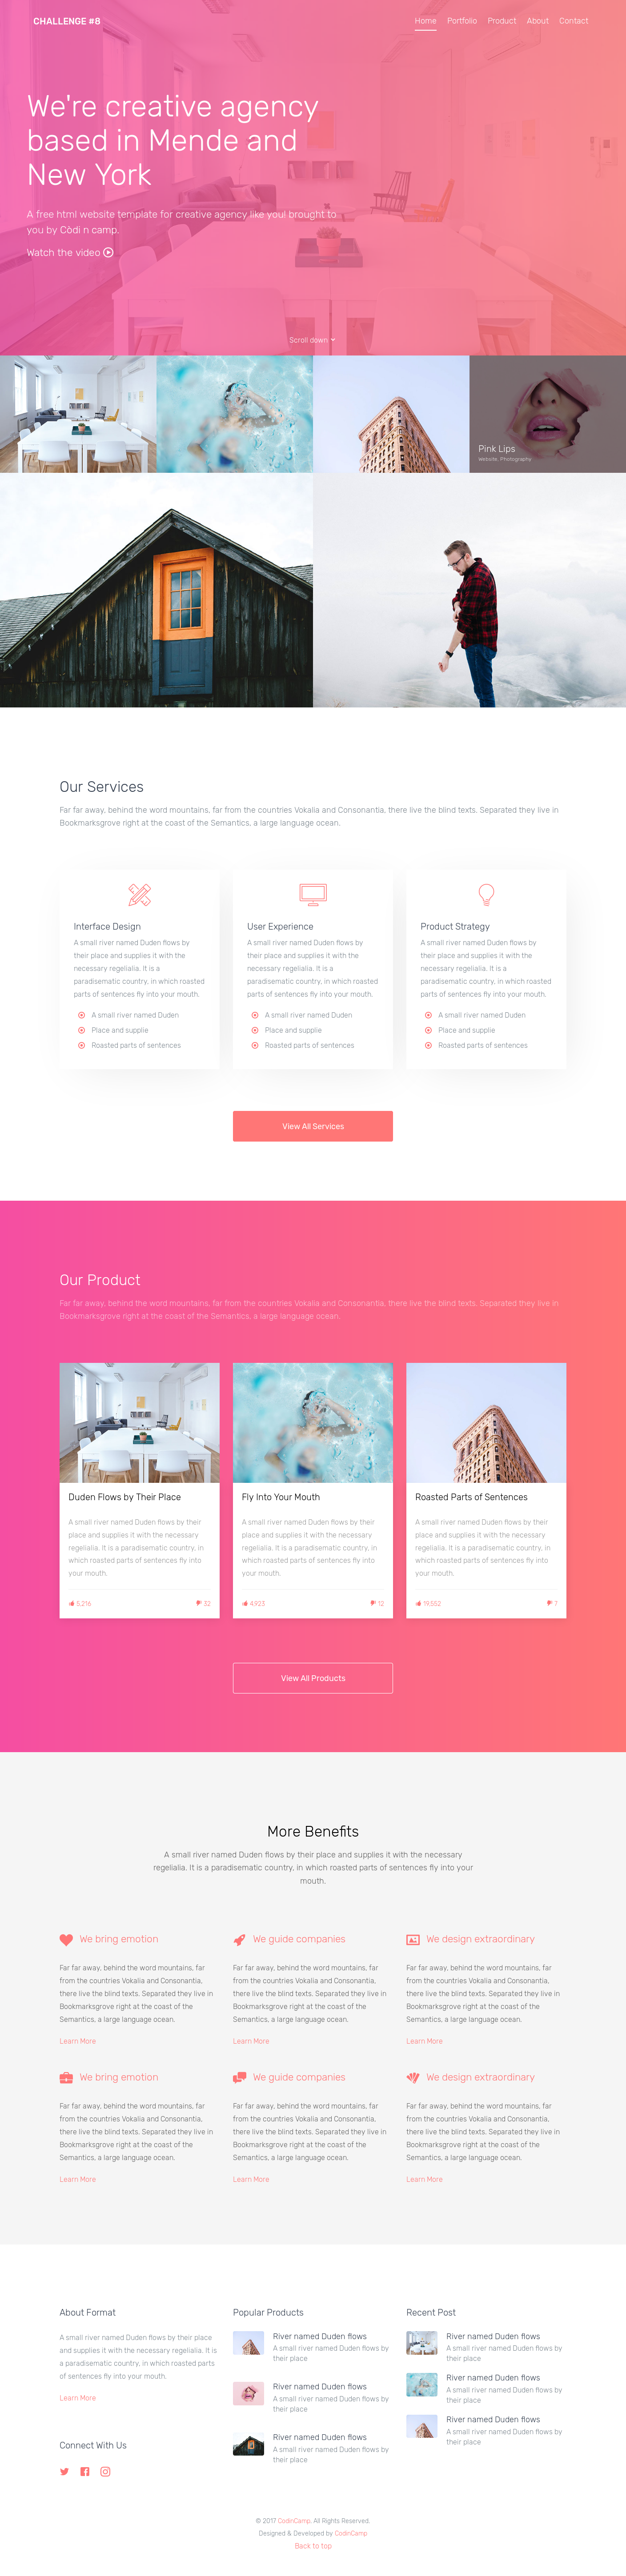 CHALLENGE #8
Home Portfolio Product About Contact
We're creative agency
based in Mende and
New York
A free html website template for creative agency like you! brought to
you by Códi n camp.
Watch the video
Scroll down
Pink Lips
Website, Photography
Our Services
Far far away, behind the word mountains, far from the countries Vokalia and Consonantia, there live the blind texts. Separated they live in
Bookmarksgrove right at the coast of the Semantics, a large language ocean.
Interface Design
A small river named Duden flows by
their place and supplies it with the
necessary regelialia. It is a
paradisematic country, in which roasted
parts of sentences fly into your mouth.
A small river named Duden
Place and supplie
Roasted parts of sentences
User Experience
A small river named Duden flows by
their place and supplies it with the
necessary regelialia. It is a
paradisematic country, in which roasted
parts of sentences fly into your mouth.
A small river named Duden
Place and supplie
Roasted parts of sentences
Product Strategy
A small river named Duden flows by
their place and supplies it with the
necessary regelialia. It is a
paradisematic country, in which roasted
parts of sentences fly into your mouth.
A small river named Duden
Place and supplie
Roasted parts of sentences
View All Services
Our Product
Far far away, behind the word mountains, far from the countries Vokalia and Consonantia, there live the blind texts. Separated they live in
Bookmarksgrove right at the coast of the Semantics, a large language ocean.
Duden Flows by Their Place
A small river named Duden flows by their
place and supplies it with the necessary
regelialia. It is a paradisematic country, in
which roasted parts of sentences fly into
your mouth.
5,216 32
Fly Into Your Mouth
A small river named Duden flows by their
place and supplies it with the necessary
regelialia. It is a paradisematic country, in
which roasted parts of sentences fly into
your mouth.
4,923 12
Roasted Parts of Sentences
A small river named Duden flows by their
place and supplies it with the necessary
regelialia. It is a paradisematic country, in
which roasted parts of sentences fly into
your mouth.
19,552 7
View All Products
More Benefits
A small river named Duden flows by their place and supplies it with the necessary
regelialia. It is a paradisematic country, in which roasted parts of sentences fly into your
mouth.
We bring emotion
Far far away, behind the word mountains, far
from the countries Vokalia and Consonantia,
there live the blind texts. Separated they live in
Bookmarksgrove right at the coast of the
Semantics, a large language ocean.
Learn More
We guide companies
Far far away, behind the word mountains, far
from the countries Vokalia and Consonantia,
there live the blind texts. Separated they live in
Bookmarksgrove right at the coast of the
Semantics, a large language ocean.
Learn More
We design extraordinary
Far far away, behind the word mountains, far
from the countries Vokalia and Consonantia,
there live the blind texts. Separated they live in
Bookmarksgrove right at the coast of the
Semantics, a large language ocean.
Learn More
We bring emotion
Far far away, behind the word mountains, far
from the countries Vokalia and Consonantia,
there live the blind texts. Separated they live in
Bookmarksgrove right at the coast of the
Semantics, a large language ocean.
Learn More
We guide companies
Far far away, behind the word mountains, far
from the countries Vokalia and Consonantia,
there live the blind texts. Separated they live in
Bookmarksgrove right at the coast of the
Semantics, a large language ocean.
Learn More
We design extraordinary
Far far away, behind the word mountains, far
from the countries Vokalia and Consonantia,
there live the blind texts. Separated they live in
Bookmarksgrove right at the coast of the
Semantics, a large language ocean.
Learn More
About Format
A small river named Duden flows by their place
and supplies it with the necessary regelialia. It is
a paradisematic country, in which roasted parts
of sentences fly into your mouth.
Learn More
Connect With Us
Popular Products
River named Duden flows
A small river named Duden flows by
their place
River named Duden flows
A small river named Duden flows by
their place
River named Duden flows
A small river named Duden flows by
their place
Recent Post
River named Duden flows
A small river named Duden flows by
their place
River named Duden flows
A small river named Duden flows by
their place
River named Duden flows
A small river named Duden flows by
their place
© 2017 CodinCamp. All Rights Reserved.
Designed & Developed by CodinCamp
Back to top